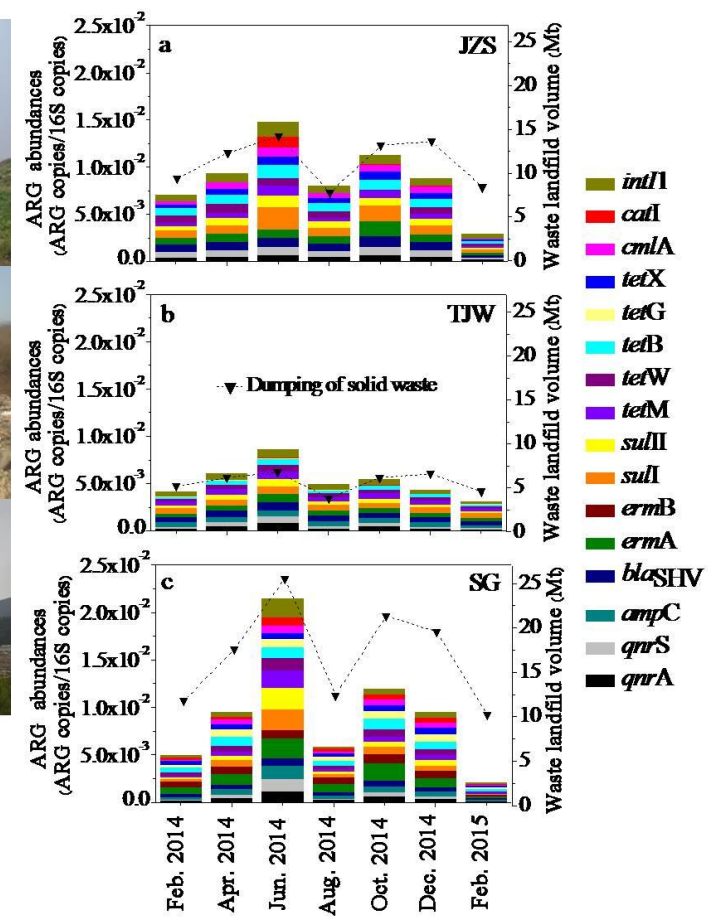 2.5x10-2
2.0x10-2
1.5x10-2
1.0x10-2
5.0x10-3
0.0
ARG abundances
(ARG copies/16S copies)
a
JZS
25
20
15
10
5
0
Waste landfild volume (Mt)
2.5x10-2
2.0x10-2
1.5x10-2
1.0x10-2
5.0x10-3
0.0
ARG abundances
(ARG copies/16S copies)
b
TJW
Dumping of solid waste
25
20
15
10
5
0
Waste landfild volume (Mt)
2.5x10-2
2.0x10-2
1.5x10-2
1.0x10-2
5.0x10-3
0.0
ARG abundances
(ARG copies/16S copies)
c
SG
25
20
15
10
5
0
Waste landfild volume (Mt)
Feb. 2014
Apr. 2014
Jun. 2014
Aug. 2014
Oct. 2014
Dec. 2014
Feb. 2015
intI1
catI
cmlA
tetX
tetG
tetB
tetW
tetM
sulII
sulI
ermB
ermA
blaSHV
ampC
qnrS
qnrA